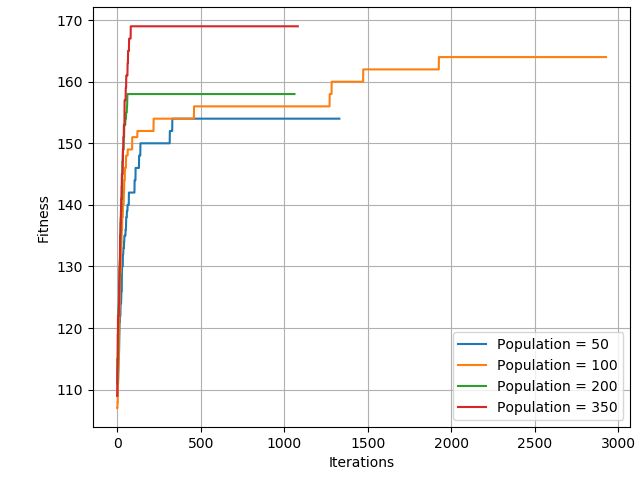 170
160
150
140
130
120
110
Fitness
0 500 1000 1500 2000 2500 3000
Iterations
Population = 50
Population = 100
Population = 200
Population = 350